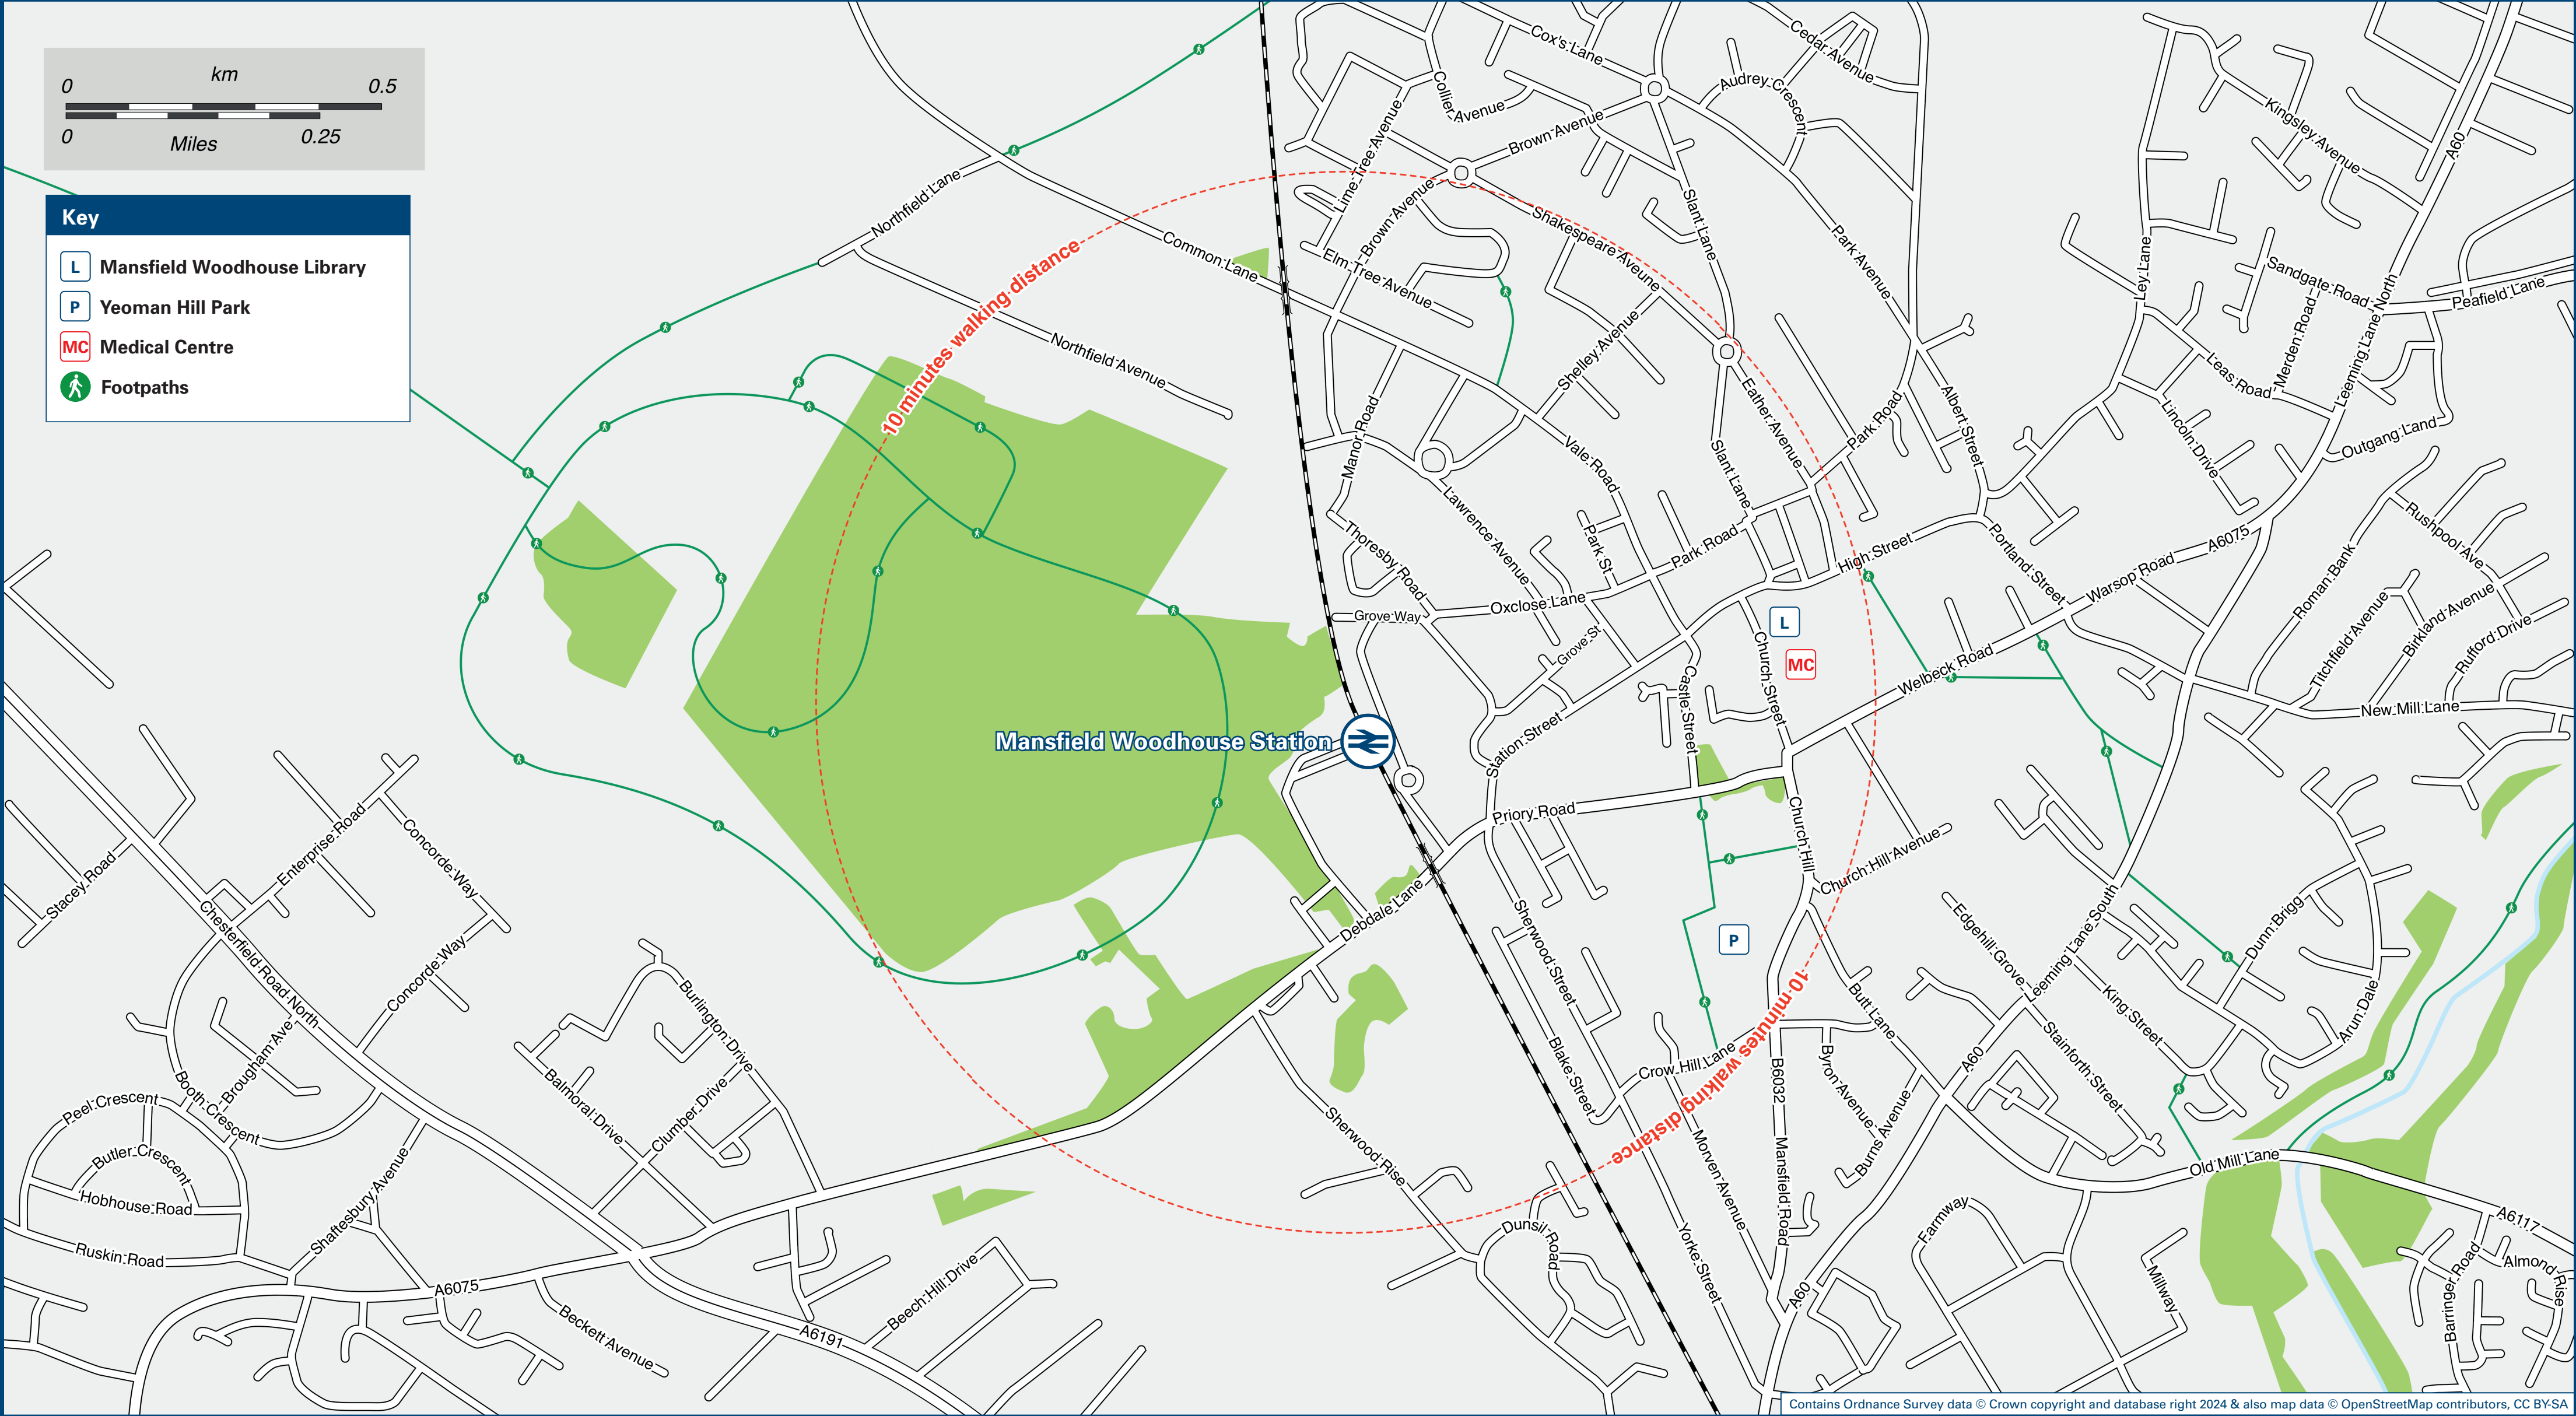 km
0 0.5
0 0.25
Miles
Key
L Mansfield Woodhouse Library
P Yeoman Hill Park
MC Medical Centre
Footpaths
Cox's Lane
Cedar Avenue
Audrey Crescent
Collier Avenue
Brown Avenue
Kingsley Avenue
A60
Lime Tree Avenue
Northfield Lane
Brown Avenue
Slant Lane
Shakespeare Aveune
Park Avenue
Common Lane
Elm Tree Avenue
Ley Lane
Sandgate Road
Peafield Lane
Merden Road
Leeming Lane North
10 minutes walking distance
Northfield Avenue
Shelley Avenue
Leas Road
Eather Avenue
Albert Street
Park Road
Lincoln Drive
Outgang Land
Manor Road
Vale Road
Slant Lane
Lawrence Avenue
Rushpool Ave
Thoresby Road
Park St
Park Road
High Street
Portland Street
A6075
Warsop Road
Roman Bank
Titchfield Avenue
Birkland Avenue
Rufford Drive
Grove Way
Oxclose Lane
L
Grove St
Church Street
MC
Castle Street
Welbeck Road
New Mill Lane
Mansfield Woodhouse Station
Station Street
Priory Road
Church Hill
Church Hill Avenue
Enterprise Road
Concorde Way
Stacey Road
Chesterfield Road North
Concorde Way
Debdale Lane
Sherwood Street
P
Edgehill Grove
Leeming Lane South
Dunn Brigg
Burlington Drive
Butt Lane
King Street
Arun Dale
Stainforth Street
Brougham Ave
Booth Crescent
Peel Crescent
Balmoral Drive
Clumber Drive
Blake Street
Crow Hill Lane
10 minutes walking distance
B6032
Byron Avenue
A60
Burns Avenue
Butler Crescent
Hobhouse Road
Ruskin Road
Shaftesbury Avenue
Sherwood Rise
Morven Avenue
Mansfield Road
Old Mill Lane
A6117
Farmway
Dunsil Road
Yorke Street
A60
Millway
Barringer Road
Almond Rise
A6075
Beckett Avenue
Beech Hill Drive
A6191
Contains Ordnance Survey data © Crown copyright and database right 2024 & also map data © OpenStreetMap contributors, CC BY-SA